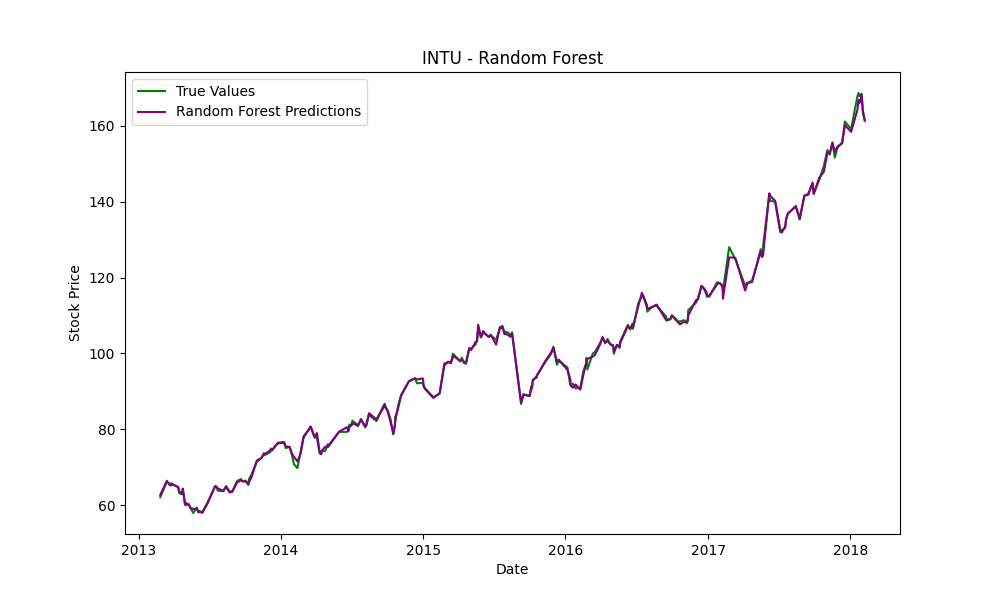 INTU - Random Forest
True Values
Random Forest Predictions
Stock Price
160
140
120
100
80
60
2013
2014
2015
2016
2017
2018
Date